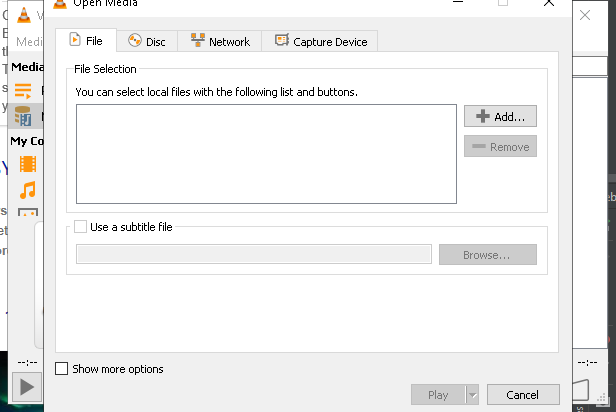 Open Media
Medi
File
Disc
Network
Capture Device
Media
File Selection
You can select local files with the following list and buttons.
Add...
Remove
My Co
Use a subtitle file
Browse...
--:--
--:--
Show more options
Play
Cancel